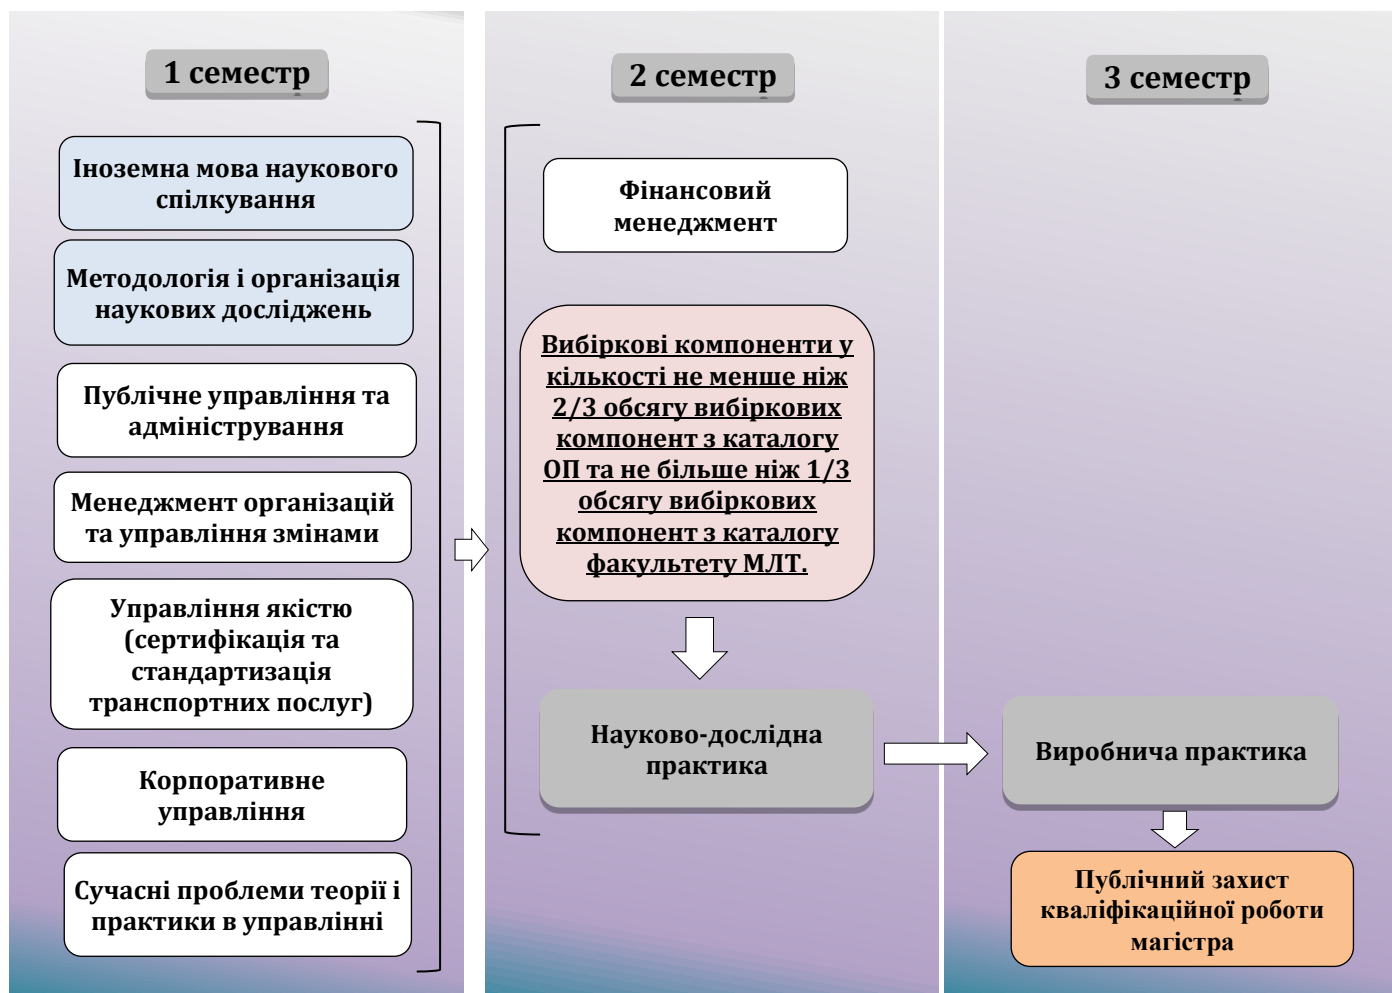 1 семестр
Іноземна мова наукового
спілкування
Методологія і організація
наукових досліджень
Публічне управління та
адміністрування
Менеджмент організацій
та управління змінами
Управління якістю
(сертифікація та
стандартизація
транспортних послуг)
Корпоративне
управління
Сучасні проблеми теорії і
практики в управлінні
2 семестр
Фінансовий
менеджмент
Вибіркові компоненти у
кількості не менше ніж
2/3 обсягу вибіркових
компонент з каталогу
ОП та не більше ніж 1/3
обсягу вибіркових
компонент з каталогу
факультету МЛТ.
Науково-дослідна
практика
3 семестр
Виробнича практика
Публічний захист
кваліфікаційної роботи
магістра